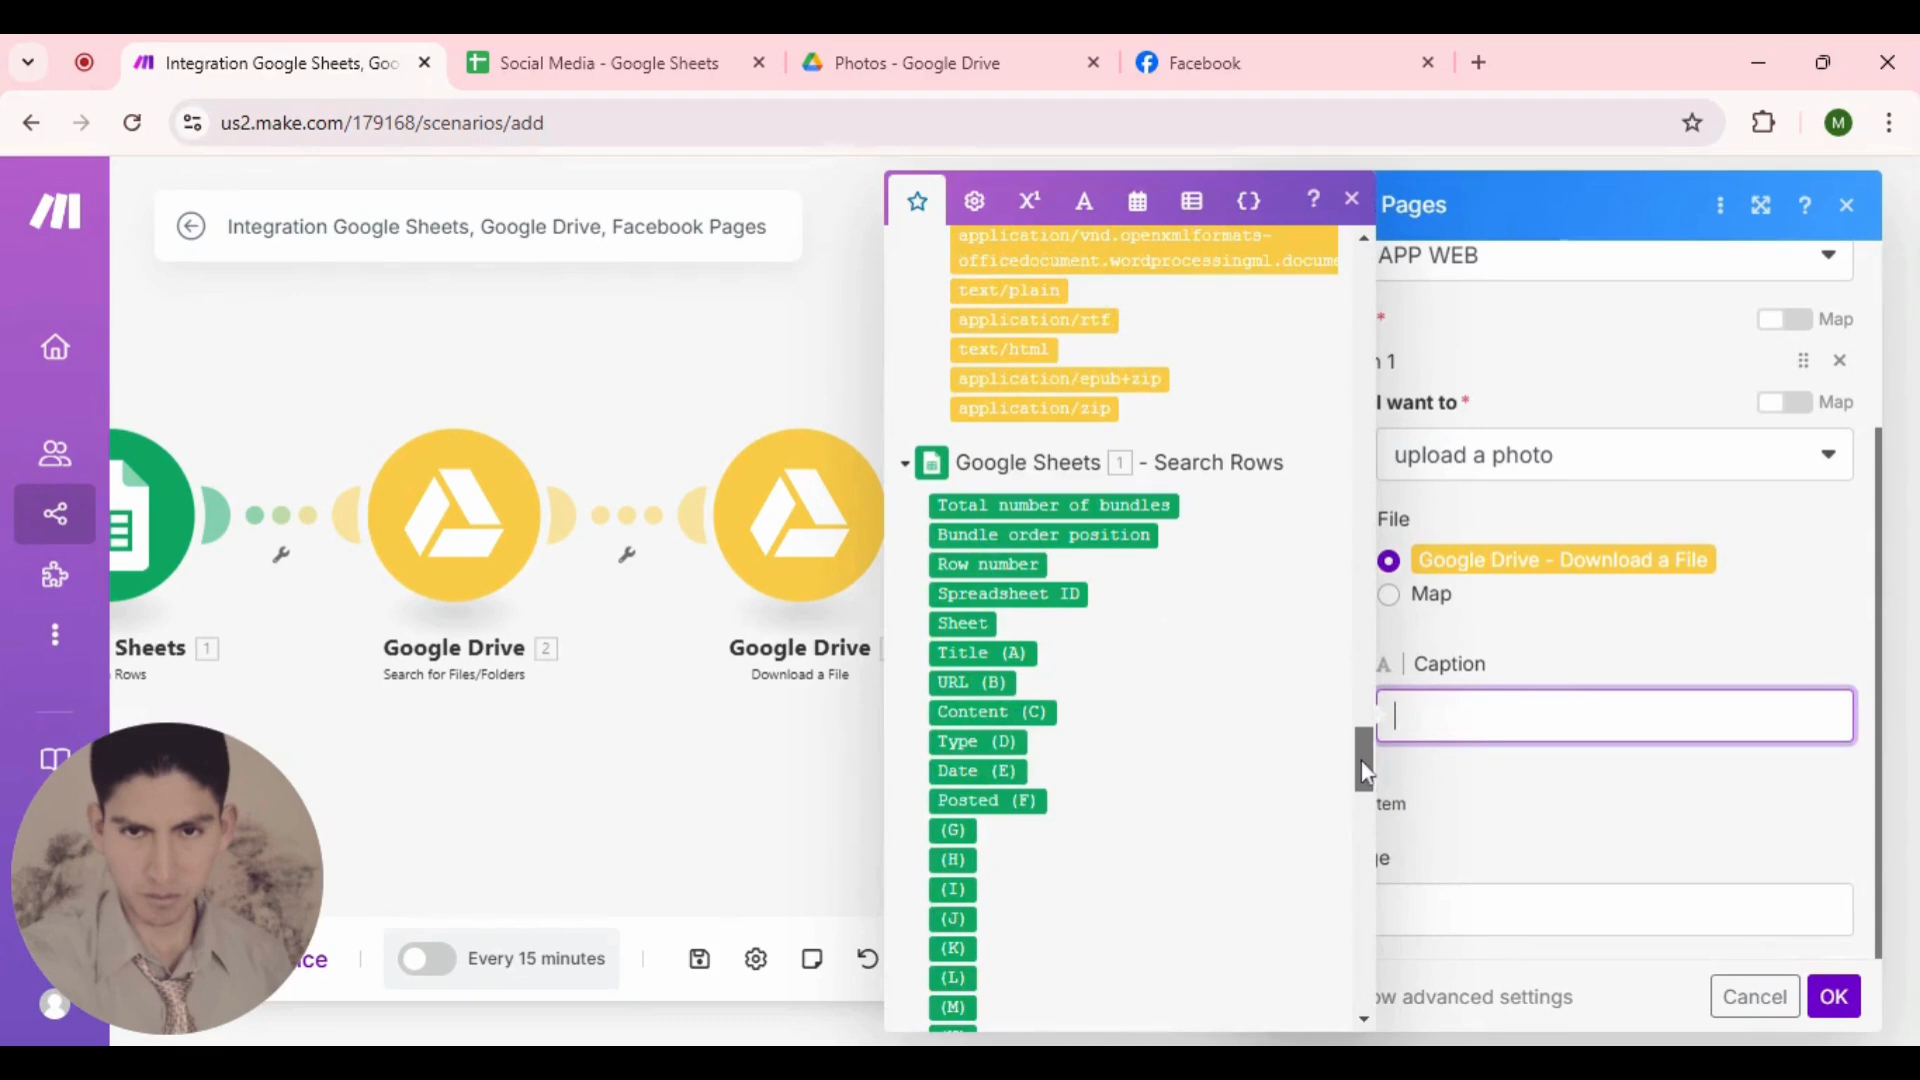 Integration Google Sheets, Goo
Social Media - Google Sheets
Photos - Google Drive
Facebook
us2.make.com/179168/scenarios/add
M
Integration Google Sheets, Google Drive, Facebook Pages
Sheets 1
Rows
Google Drive 2
Search for Files/Folders
Google Drive
Download a File
Every 15 minutes
application/vnd.openxmlformats-
officedocument.wordprocessingml.docume
text/plain
application/rtf
text/html
application/epub+zip
application/zip
Google Sheets 1 - Search Rows
Total number of bundles
Bundle order position
Row number
Spreadsheet ID
Sheet
Title (A)
URL (B)
Content (C)
Type (D)
Date (E)
Posted (F)
(G)
(H)
(I)
(J)
(K)
(L)
(M)
Pages
APP WEB
* Map
1
I want to * Map
upload a photo
File
Google Drive - Download a File
Map
A | Caption
tem
ge
ow advanced settings
Cancel
OK